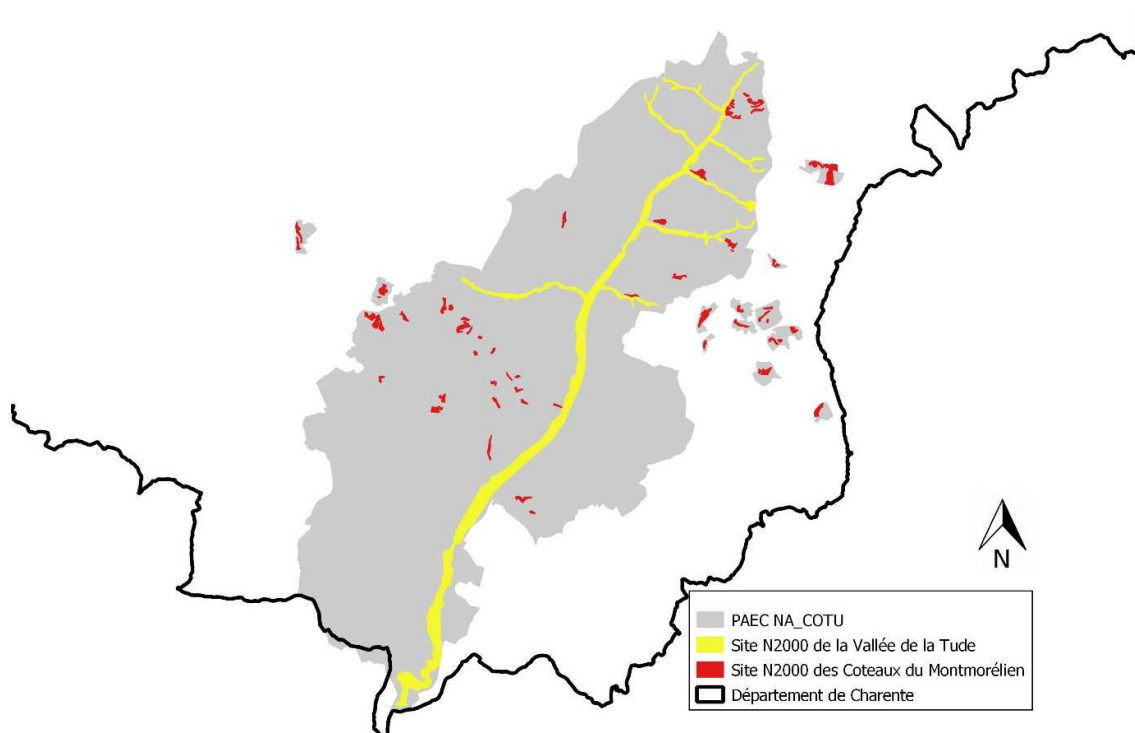 N
PAEC NA_COTU
Site N2000 de la Vallée de la Tude
Site N2000 des Coteaux du Montmorélien
Département de Charente